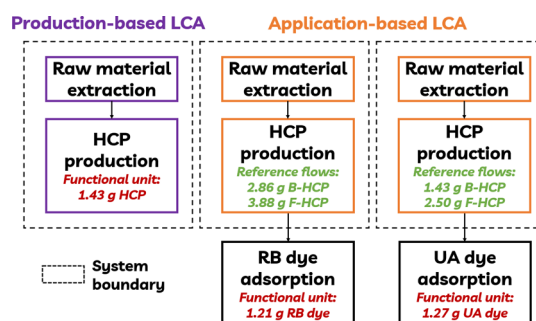 Production-based LCA
Application-based LCA
Raw material
extraction
HCP
production
Functional unit:
1.43 g HCP
Raw material
extraction
HCP
production
Reference flows:
2.86 g B-HCP
3.88 g F-HCP
RB dye
adsorption
Functional unit:
1.21 g RB dye
Raw material
extraction
HCP
production
Reference flows:
1.43 g B-HCP
2.50 g F-HCP
UA dye
adsorption
Functional unit:
1.27 g UA dye
System
boundary